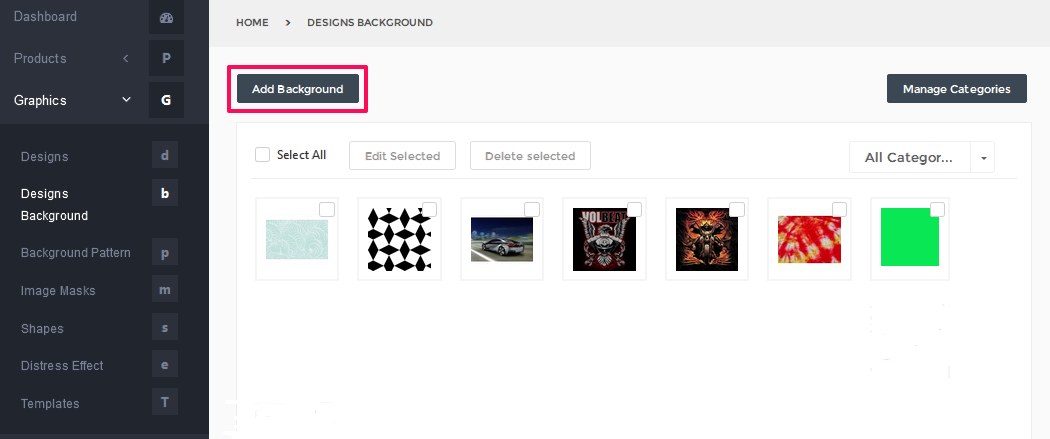 Dashboard
Products
P
Graphics
G
Designs
d
Designs
Background
b
Background Pattern
p
Image Masks
m
Shapes
s
Distress Effect
e
Templates
T
HOME > DESIGNS BACKGROUND
Add Background
Manage Categories
Select All
Edit Selected
Delete selected
All Categor...
VOLBEAT